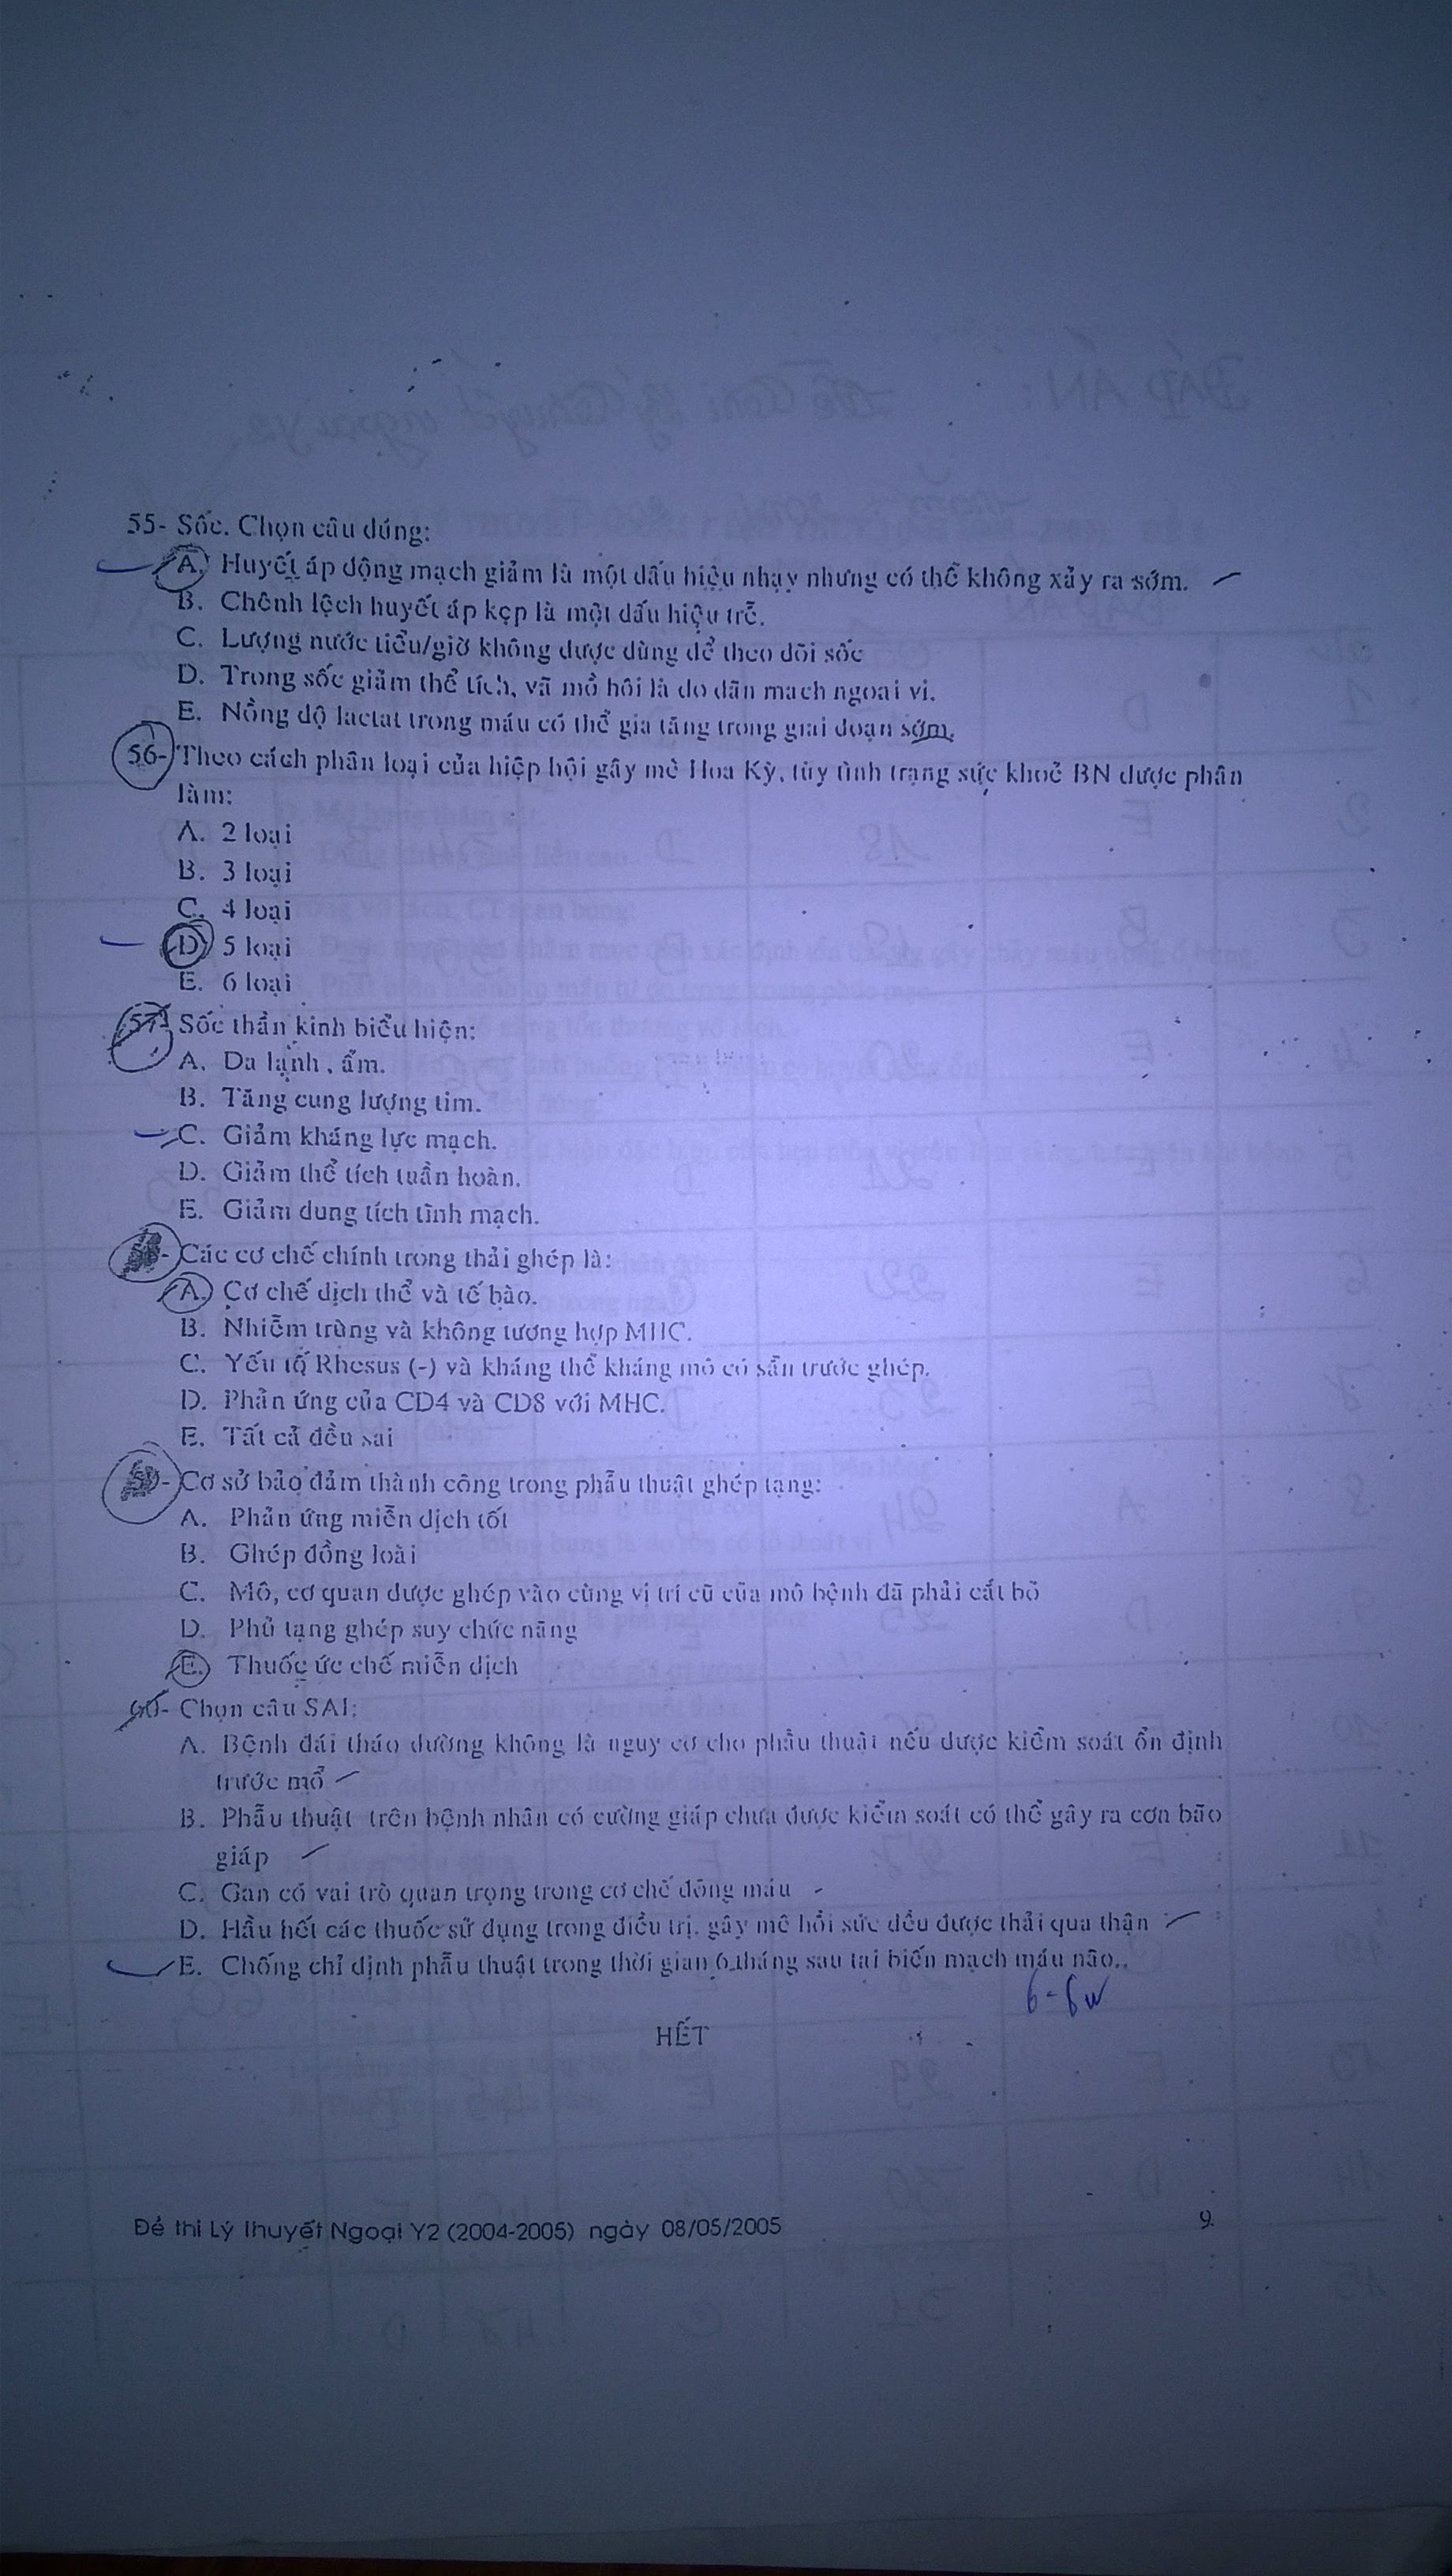 55- Sốc. Chọn câu đúng:
A. Huyết áp động mạch giảm là một dấu hiệu nhạy nhưng có thể không xảy ra sớm.
B. Chênh lệch huyết áp kẹp là một dấu hiệu trễ.
C. Lượng nước tiểu/giờ không được dùng để theo dõi sốc
D. Trong sốc giảm thể tích, vã mồ hôi là do dãn mạch ngoại vi.
E. Nồng độ lactat trong máu có thể gia tăng trong giai đoạn sớm.
56- Theo cách phân loại của hiệp hội gây mê Hoa Kỳ, tùy tình trạng sức khoẻ BN được phân
làm:
A. 2 loại
B. 3 loại
C. 4 loại
D. 5 loại
E. 6 loại
57- Sốc thần kinh biểu hiện:
A. Da lạnh, ẩm.
B. Tăng cung lượng tim.
C. Giảm kháng lực mạch.
D. Giảm thể tích tuần hoàn.
E. Giảm dung tích tĩnh mạch.
58- Các cơ chế chính trong thải ghép là:
A. Cơ chế dịch thể và tế bào.
B. Nhiễm trùng và không tương hợp MHC.
C. Yếu tố Rhesus (-) và kháng thể kháng mô có sẵn trước ghép.
D. Phản ứng của CD4 và CD8 với MHC.
E. Tất cả đều sai
59- Cơ sở bảo đảm thành công trong phẫu thuật ghép tạng:
A. Phản ứng miễn dịch tốt
B. Ghép đồng loài
C. Mô, cơ quan được ghép vào cùng vị trí cũ của mô bệnh đã phải cắt bỏ
D. Phủ tạng ghép suy chức năng
E. Thuốc ức chế miễn dịch
60- Chọn câu SAI:
A. Bệnh đái tháo đường không là nguy cơ cho phẫu thuật nếu được kiểm soát ổn định
trước mổ
B. Phẫu thuật trên bệnh nhân có cường giáp chưa được kiểm soát có thể gây ra cơn bão
giáp
C. Gan có vai trò quan trọng trong cơ chế đông máu
D. Hầu hết các thuốc sử dụng trong điều trị, gây mê hồi sức đều được thải qua thận
E. Chống chỉ định phẫu thuật trong thời gian 6 tháng sau tai biến mạch máu não..
6-8w
HẾT
Đề thi Lý thuyết Ngoại Y2 (2004-2005) ngày 08/05/2005
9.